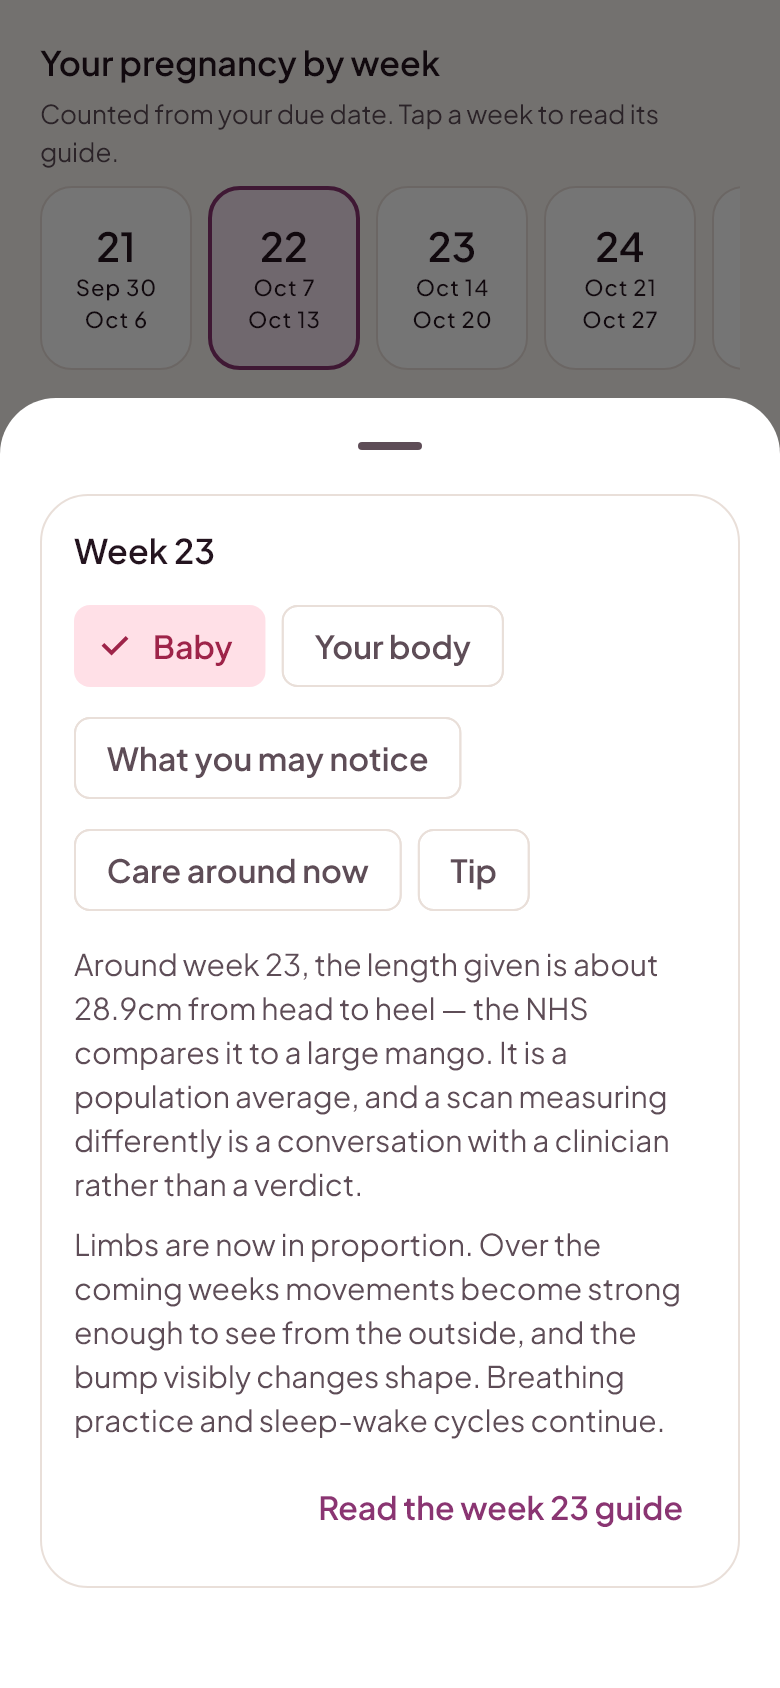 Your pregnancy by week
Counted from your due date. Tap a week to read its
guide.
21
Sep 30
Oct 6
22
Oct 7
Oct 13
23
Oct 14
Oct 20
24
Oct 21
Oct 27
Week 23
Baby
Your body
What you may notice
Care around now
Tip
Around week 23, the length given is about
28.9cm from head to heel — the NHS
compares it to a large mango. It is a
population average, and a scan measuring
differently is a conversation with a clinician
rather than a verdict.
Limbs are now in proportion. Over the
coming weeks movements become strong
enough to see from the outside, and the
bump visibly changes shape. Breathing
practice and sleep-wake cycles continue.
Read the week 23 guide